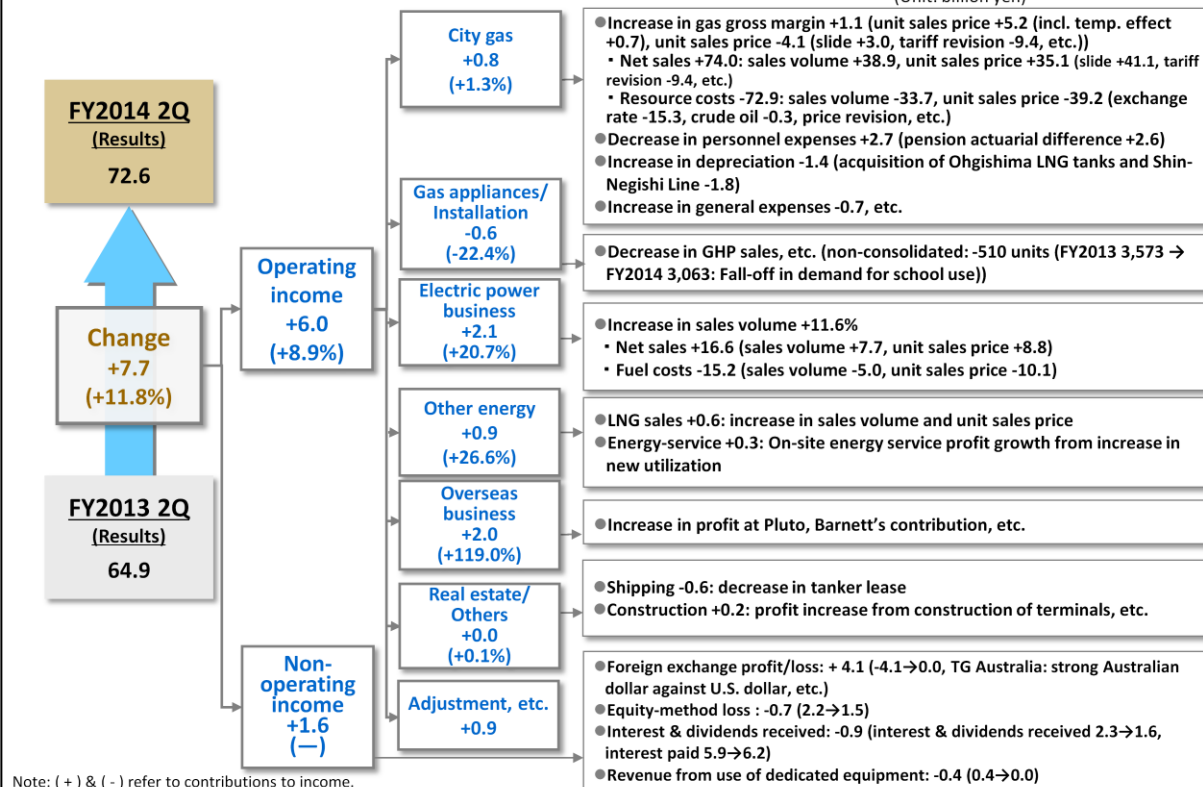 (Unit: billion yen)
FY2014 2Q
(Results)
72.6
Change
+7.7
(+11.8%)
FY2013 2Q
(Results)
64.9
Operating
income
+6.0
(+8.9%)
Non-
operating
income
+1.6
(—)
City gas
+0.8
(+1.3%)
●Increase in gas gross margin +1.1 (unit sales price +5.2 (incl. temp. effect
+0.7), unit sales price -4.1 (slide +3.0, tariff revision -9.4, etc.))
・Net sales +74.0: sales volume +38.9, unit sales price +35.1 (slide +41.1, tariff
revision -9.4, etc.)
・Resource costs -72.9: sales volume -33.7, unit sales price -39.2 (exchange
rate -15.3, crude oil -0.3, price revision, etc.)
●Decrease in personnel expenses +2.7 (pension actuarial difference +2.6)
●Increase in depreciation -1.4 (acquisition of Ohgishima LNG tanks and Shin-
Negishi Line -1.8)
●Increase in general expenses -0.7, etc.
Gas appliances/
Installation
-0.6
(-22.4%)
●Decrease in GHP sales, etc. (non-consolidated: -510 units (FY2013 3,573 →
FY2014 3,063: Fall-off in demand for school use))
Electric power
business
+2.1
(+20.7%)
●Increase in sales volume +11.6%
・Net sales +16.6 (sales volume +7.7, unit sales price +8.8)
・Fuel costs -15.2 (sales volume -5.0, unit sales price -10.1)
Other energy
+0.9
(+26.6%)
●LNG sales +0.6: increase in sales volume and unit sales price
●Energy-service +0.3: On-site energy service profit growth from increase in
new utilization
Overseas
business
+2.0
(+119.0%)
●Increase in profit at Pluto, Barnett's contribution, etc.
Real estate/
Others
+0.0
(+0.1%)
●Shipping -0.6: decrease in tanker lease
●Construction +0.2: profit increase from construction of terminals, etc.
Adjustment, etc.
+0.9
●Foreign exchange profit/loss: + 4.1 (-4.1→0.0, TG Australia: strong Australian
dollar against U.S. dollar, etc.)
●Equity-method loss : -0.7 (2.2→1.5)
●Interest & dividends received: -0.9 (interest & dividends received 2.3→1.6,
interest paid 5.9→6.2)
●Revenue from use of dedicated equipment: -0.4 (0.4→0.0)
Note: ( + ) & ( - ) refer to contributions to income.